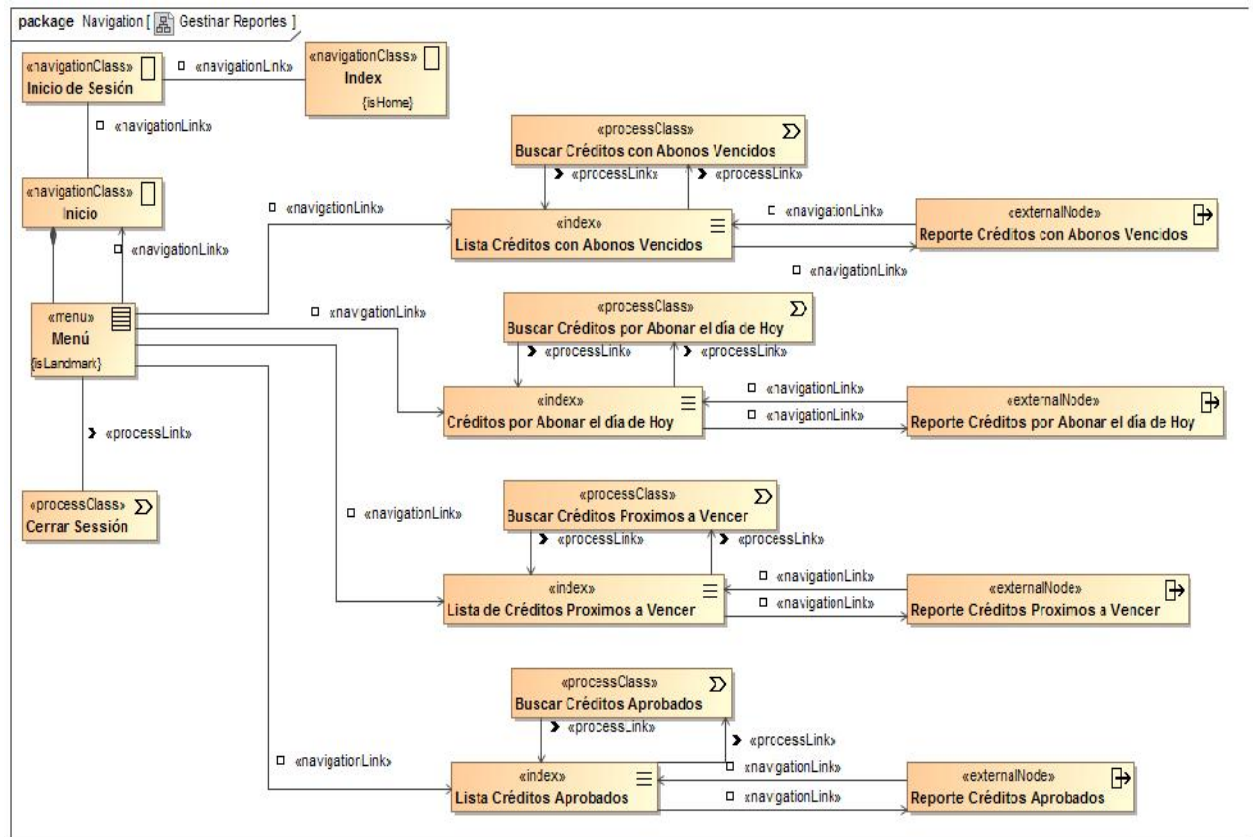 package Navigation [ Gestinar Reportes ]
«navigationClass»
Inicio de Sesión
«navigationLink»
«navigationClass»
Index
{isHome}
«navigationLink»
«navigationClass»
Inicio
«navigationLink»
«menu»
Menú
{isLandmark}
«processLink»
«processClass»
Cerrar Sessión
«navigationLink»
«navigationLink»
«navigationLink»
«navigationLink»
«processClass»
Buscar Créditos con Abonos Vencidos
«processLink»
«processLink»
«index»
Lista Créditos con Abonos Vencidos
«navigationLink»
«navigationLink»
«externalNode»
Reporte Créditos con Abonos Vencidos
«processClass»
Buscar Créditos por Abonar el día de Hoy
«processLink»
«processLink»
«index»
Créditos por Abonar el día de Hoy
«navigationLink»
«navigationLink»
«externalNode»
Reporte Créditos por Abonar el día de Hoy
«processClass»
Buscar Créditos Proximos a Vencer
«processLink»
«processLink»
«index»
Lista de Créditos Proximos a Vencer
«navigationLink»
«navigationLink»
«externalNode»
Reporte Créditos Proximos a Vencer
«processClass»
Buscar Créditos Aprobados
«processLink»
«processLink»
«index»
Lista Créditos Aprobados
«navigationLink»
«navigationLink»
«externalNode»
Reporte Créditos Aprobados